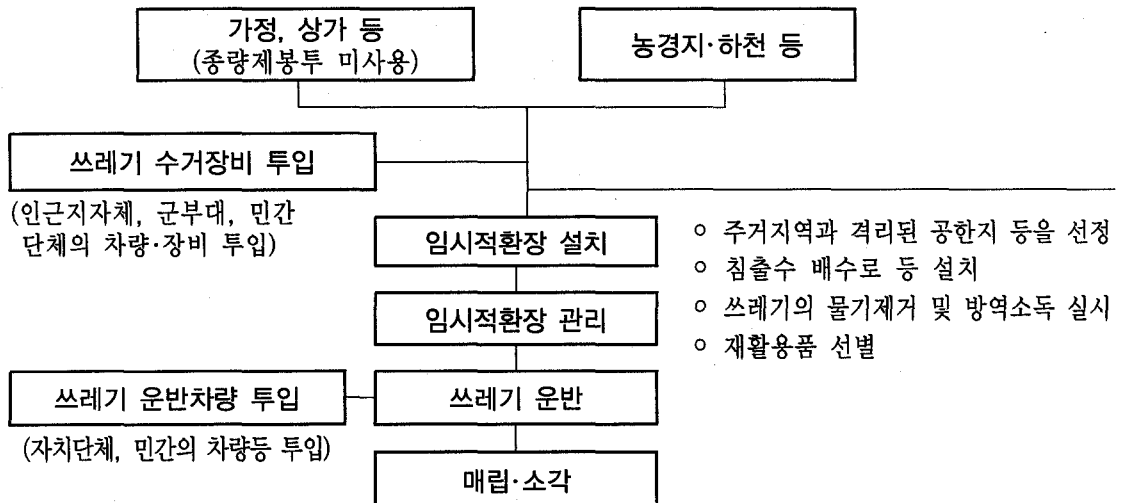 가정, 상가 등
(종량제봉투 미사용)
농경지·하천 등
쓰레기 수거장비 투입
(인근지자체, 군부대, 민간
단체의 차량·장비 투입)
임시적환장 설치
○ 주거지역과 격리된 공한지 등을 선정
○ 침출수 배수로 등 설치
○ 쓰레기의 물기제거 및 방역소독 실시
○ 재활용품 선별
임시적환장 관리
쓰레기 운반차량 투입
(자치단체, 민간의 차량등 투입)
쓰레기 운반
매립·소각